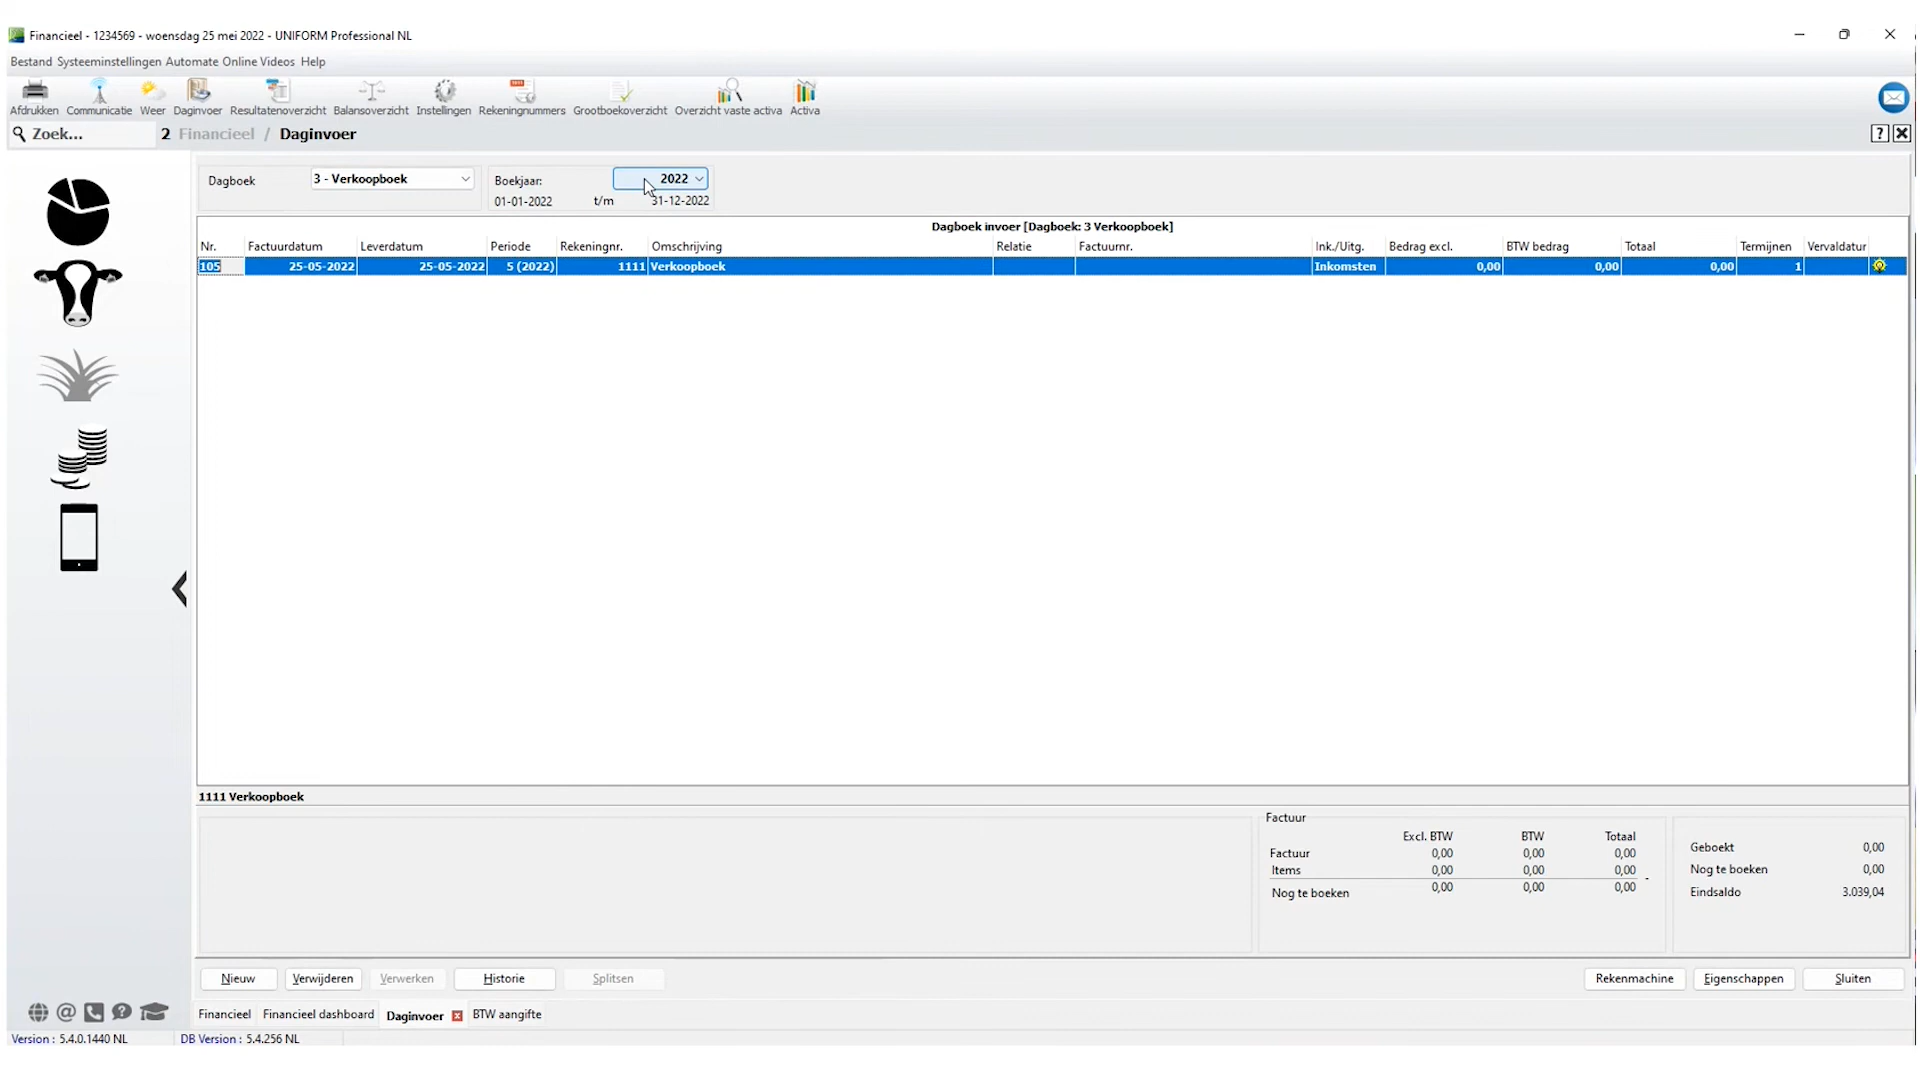 Financieel - 1234569 - woensdag 25 mei 2022 - UNIFORM Professional NL
Bestand Systeeminstellingen Automate Online Videos Help
Afdrukken Communicatie Weer Daginvoer Resultatenoverzicht Balansoverzicht Instellingen Rekeningnummers Grootboekoverzicht Overzicht vaste activa Activa
Zoek... 2 Financieel / Daginvoer ?
Dagboek 3 - Verkoopboek Boekjaar: 2022
01-01-2022 t/m 31-12-2022
Dagboek invoer [Dagboek: 3 Verkoopboek]
Nr. Factuurdatum Leverdatum Periode Rekeningnr. Omschrijving Relatie Factuurnr. Ink./Uitg. Bedrag excl. BTW bedrag Totaal Termijnen Vervaldatur
105 25-05-2022 25-05-2022 5 (2022) 1111 Verkoopboek Inkomsten 0,00 0,00 0,00 1
1111 Verkoopboek
Factuur
Excl. BTW BTW Totaal
Factuur 0,00 0,00 0,00
Items 0,00 0,00 0,00
Nog te boeken 0,00 0,00 0,00
Geboekt 0,00
Nog te boeken 0,00
Eindsaldo 3.039,04
Nieuw Verwijderen Verwerken Historie Splitsen Rekenmachine Eigenschappen Sluiten
Financieel Financieel dashboard Daginvoer BTW aangifte
Version : 5.4.0.1440 NL DB Version : 5.4.256 NL